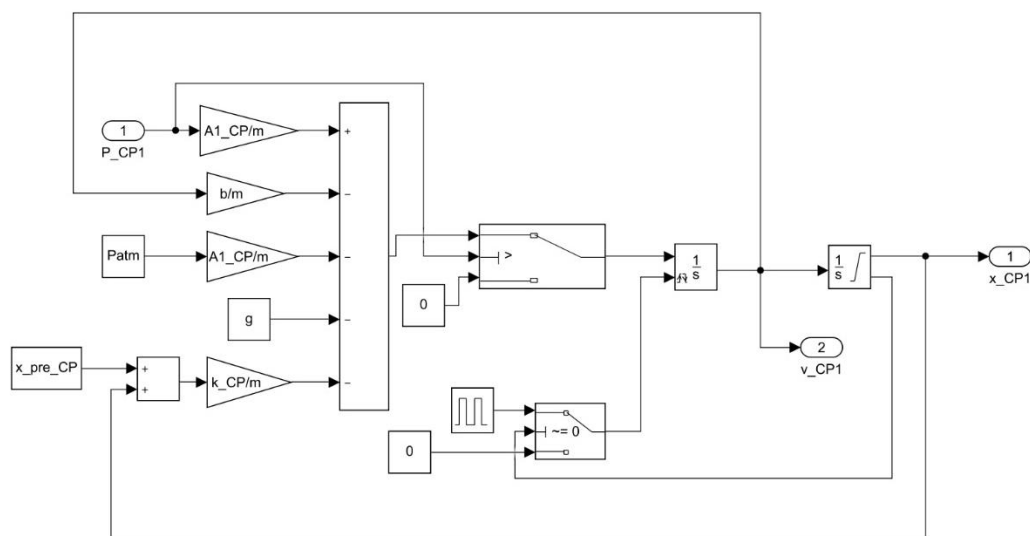 1
P_CP1
A1_CP/m
+
b/m
−
Patm
A1_CP/m
−
g
−
x_pre_CP
+
+
k_CP/m
−
>
0
1
s
1
s
1
x_CP1
2
v_CP1
~= 0
0